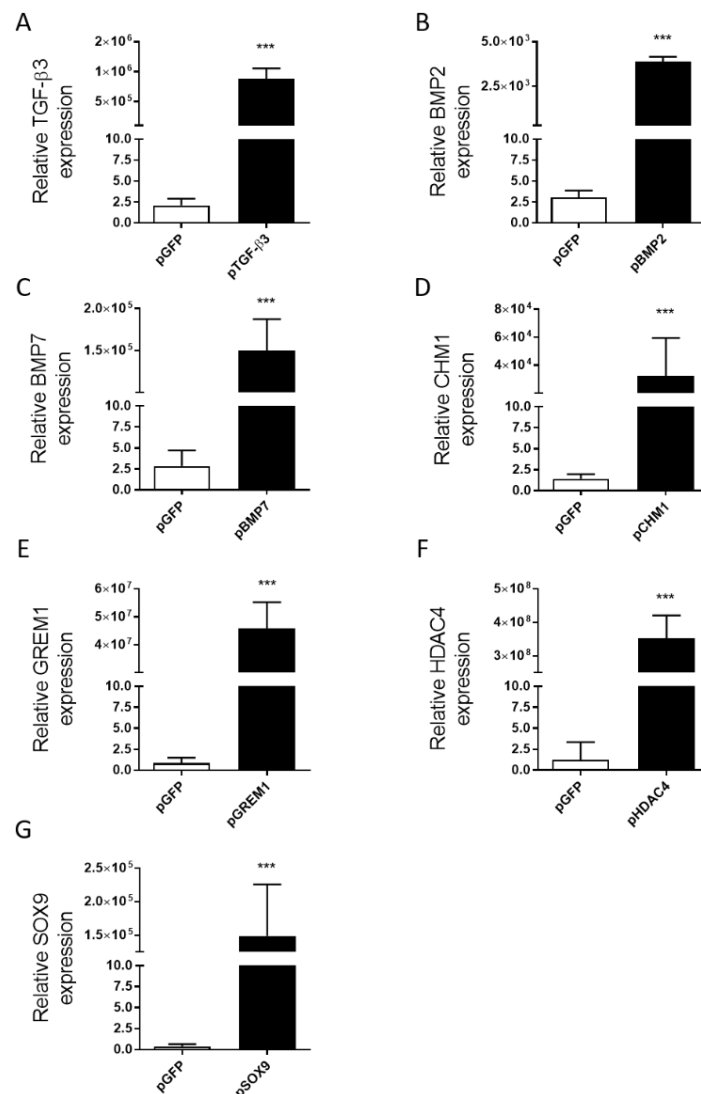 A
Relative TGF-β3
expression
2×10⁶
1×10⁶
5×10⁵
10.0
7.5
5.0
2.5
0.0
***
pGFP
pTGF-β3
B
Relative BMP2
expression
5.0×10³
2×10³
10.0
7.5
5.0
2.5
0.0
***
pGFP
pBMP2
C
Relative BMP7
expression
2.0×10⁵
1.5×10⁵
10.0
7.5
5.0
2.5
0.0
***
pGFP
pBMP7
D
Relative CHM1
expression
8×10⁴
6×10⁴
4×10⁴
10.0
7.5
5.0
2.5
0.0
***
pGFP
pCHM1
E
Relative GREM1
expression
6×10⁷
5×10⁷
4×10⁷
10.0
7.5
5.0
2.5
0.0
***
pGFP
pGREM1
F
Relative HDAC4
expression
5×10⁸
4×10⁸
3×10⁸
10.0
7.5
5.0
2.5
0.0
***
pGFP
pHDAC4
G
Relative SOX9
expression
2.5×10⁵
2×10⁵
1.5×10⁵
10.0
7.5
5.0
2.5
0.0
***
pGFP
pSOX9